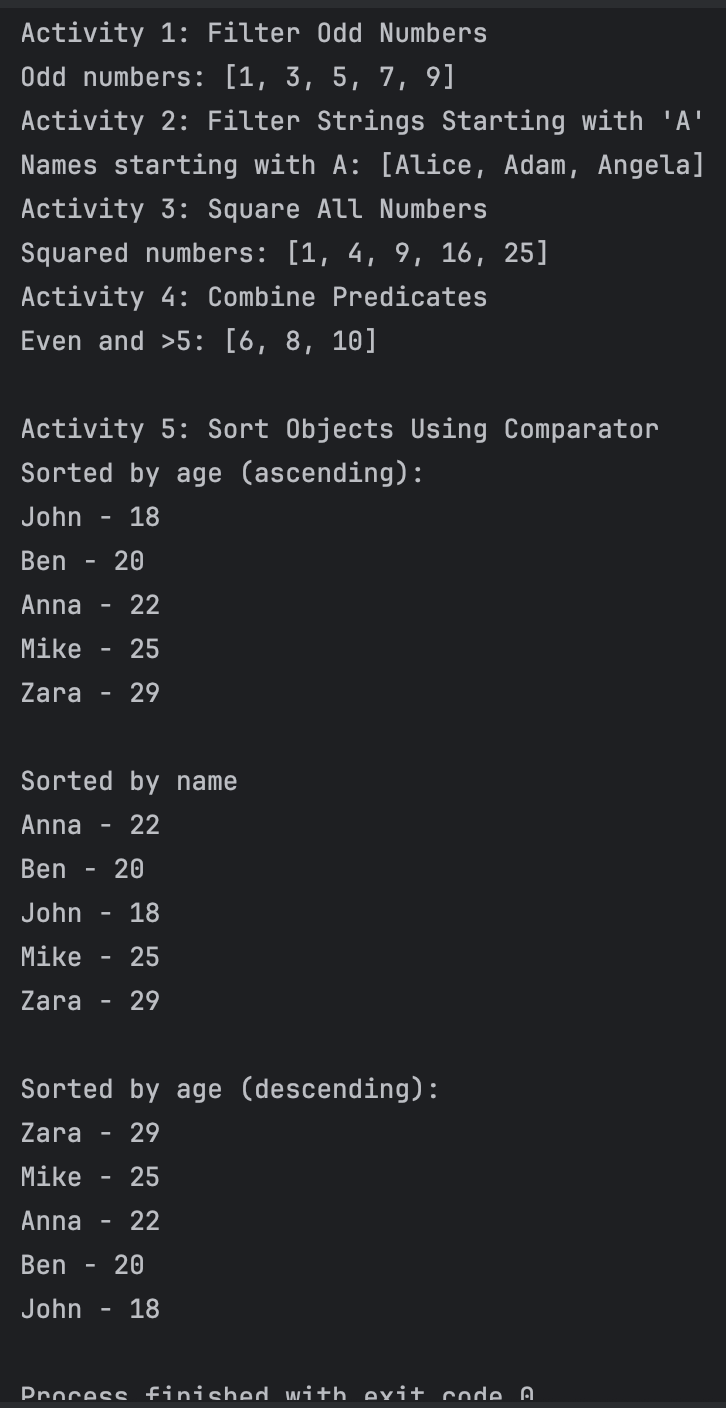 Activity 1: Filter Odd Numbers
Odd numbers: [1, 3, 5, 7, 9]
Activity 2: Filter Strings Starting with 'A'
Names starting with A: [Alice, Adam, Angela]
Activity 3: Square All Numbers
Squared numbers: [1, 4, 9, 16, 25]
Activity 4: Combine Predicates
Even and >5: [6, 8, 10]
Activity 5: Sort Objects Using Comparator
Sorted by age (ascending):
John - 18
Ben - 20
Anna - 22
Mike - 25
Zara - 29
Sorted by name
Anna - 22
Ben - 20
John - 18
Mike - 25
Zara - 29
Sorted by age (descending):
Zara - 29
Mike - 25
Anna - 22
Ben - 20
John - 18
Process finished with exit code 0